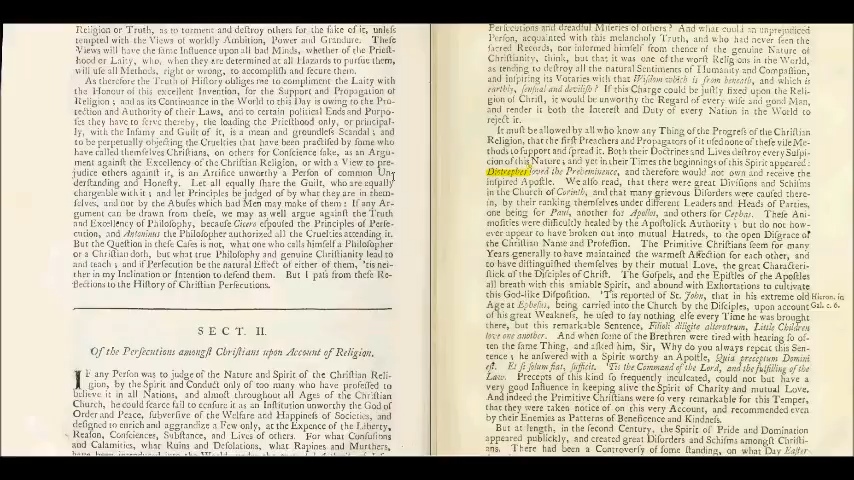 Religion or Truth, as to torment and destroy others for the sake of it, unless
tempted with the Views of worldly Ambition, Power and Grandure. These
Views will have the same Influence upon all bad Minds, whether of the Priest-
hood or Laity, who, when they are determined at all Hazards to pursue them,
will use all Methods, right or wrong, to accomplish and secure them.
As therefore the Truth of History obliges me to compliment the Laity with
the Honour of this excellent Invention, for the Support and Propagation of
Religion; and as its Continuance in the World to this Day is owing to the Pro-
tection and Authority of their Laws, and to certain political Ends and Purpo-
ses they have to serve thereby, the loading the Priesthood only, or principal-
ly, with the Infamy and Guilt of it, is a mean and groundless Scandal; and
to be perpetually objecting the Cruelties that have been practised by some who
have called themselves Christians, on others for Conscience sake, as an Argu-
ment against the Excellency of the Christian Religion, or with a View to pre-
judice others against it, is an Artifice unworthy a Person of common Un-
derstanding and Honesty. Let all equally share the Guilt, who are equally
chargeable with it; and let Principles be judged of by what they are in them-
selves, and not by the Abuses which bad Men may make of them: If any Ar-
gument can be drawn from these, we may as well argue against the Truth
and Excellency of Philosophy, because Cicero espoused the Principles of Perse-
cution, and Antoninus the Philosopher authorized all the Cruelties attending it.
But the Question in these Cases is not, what one who calls himself a Philosopher
or a Christian doth, but what true Philosophy and genuine Christianity lead to
and teach; and if Persecution be the natural Effect of either of them, 'tis nei-
ther in my Inclination or Intention to defend them. But I pass from these Re-
flections to the History of Christian Persecutions.
SECT. II.
Of the Persecutions amongst Christians upon Account of Religion.
IF any Person was to judge of the Nature and Spirit of the Christian Reli-
gion, by the Spirit and Conduct only of too many who have professed to
believe it in all Nations, and almost throughout all Ages of the Christian
Church, he could scarce fail to censure it as an Institution unworthy the God of
Order and Peace, subversive of the Welfare and Happiness of Societies, and
designed to enrich and aggrandize a Few only, at the Expence of the Liberty,
Reason, Consciences, Substance, and Lives of others. For what Confusions
and Calamities, what Ruins and Desolations, what Rapines and Murthers,
have been introduced into the World, under the
Persecutions and dreadful Miseries of others? And what could an unprejudiced
Person, acquainted with this melancholy Truth, and who had never seen the
sacred Records, nor informed himself from thence of the genuine Nature of
Christianity, think, but that it was one of the worst Religions in the World,
as tending to destroy all the natural Sentiments of Humanity and Compassion,
and inspiring its Votaries with that Wisdom which is from beneath, and which is
earthly, sensual and devilish? If this Charge could be justly fixed upon the Reli-
gion of Christ, it would be unworthy the Regard of every wise and good Man,
and render it both the Interest and Duty of every Nation in the World to
reject it.
It must be allowed by all who know any Thing of the Progress of the Christian
Religion, that the first Preachers and Propagators of it used none of these vile Me-
thods to support and spread it. Both their Doctrines and Lives destroy every Suspi-
cion of this Nature; and yet in their Times the beginnings of this Spirit appeared:
Diotrephes loved the Preheminence, and therefore would not own and receive the
inspired Apostle. We also read, that there were great Divisions and Schisms
in the Church of Corinth, and that many grievous Disorders were caused there-
in, by their ranking themselves under different Leaders and Heads of Parties,
one being for Paul, another for Apollos, and others for Cephas. These Ani-
mosities were difficultly healed by the Apostolick Authority; but do not how-
ever appear to have broken out into mutual Hatreds, to the open Disgrace of
the Christian Name and Profession. The Primitive Christians seem for many
Years generally to have maintained the warmest Affection for each other, and
to have distinguished themselves by their mutual Love, the great Characteri-
stick of the Disciples of Christ. The Gospels, and the Epistles of the Apostles
all breath with this amiable Spirit, and abound with Exhortations to cultivate
this God-like Disposition. 'Tis reported of St. John, that in his extreme old
Age at Ephesus, being carried into the Church by the Disciples, upon account
of his great Weakness, he used to say nothing else every Time he was brought
there, but this remarkable Sentence, Filioli diligite alterutrum, Little Children
love one another. And when some of the Brethren were tired with hearing so of-
ten the same Thing, and asked him, Sir, Why do you always repeat this Sen-
tence; he answered with a Spirit worthy an Apostle, Quia præceptum Domini
est. Et si solum fiat, sufficit. 'Tis the Command of the Lord, and the fulfilling of the
Law. Precepts of this kind so frequently inculcated, could not but have a
very good Influence in keeping alive the Spirit of Charity and mutual Love.
And indeed the Primitive Christians were so very remarkable for this Temper,
that they were taken notice of on this very Account, and recommended even
by their Enemies as Patterns of Beneficence and Kindness.
But at length, in the second Century, the Spirit of Pride and Domination
appeared publickly, and created great Disorders and Schisms amongst Christi-
ans. There had been a Controversy of some standing, on what Day Easter-
Hieron. in
Gal. c. 6.